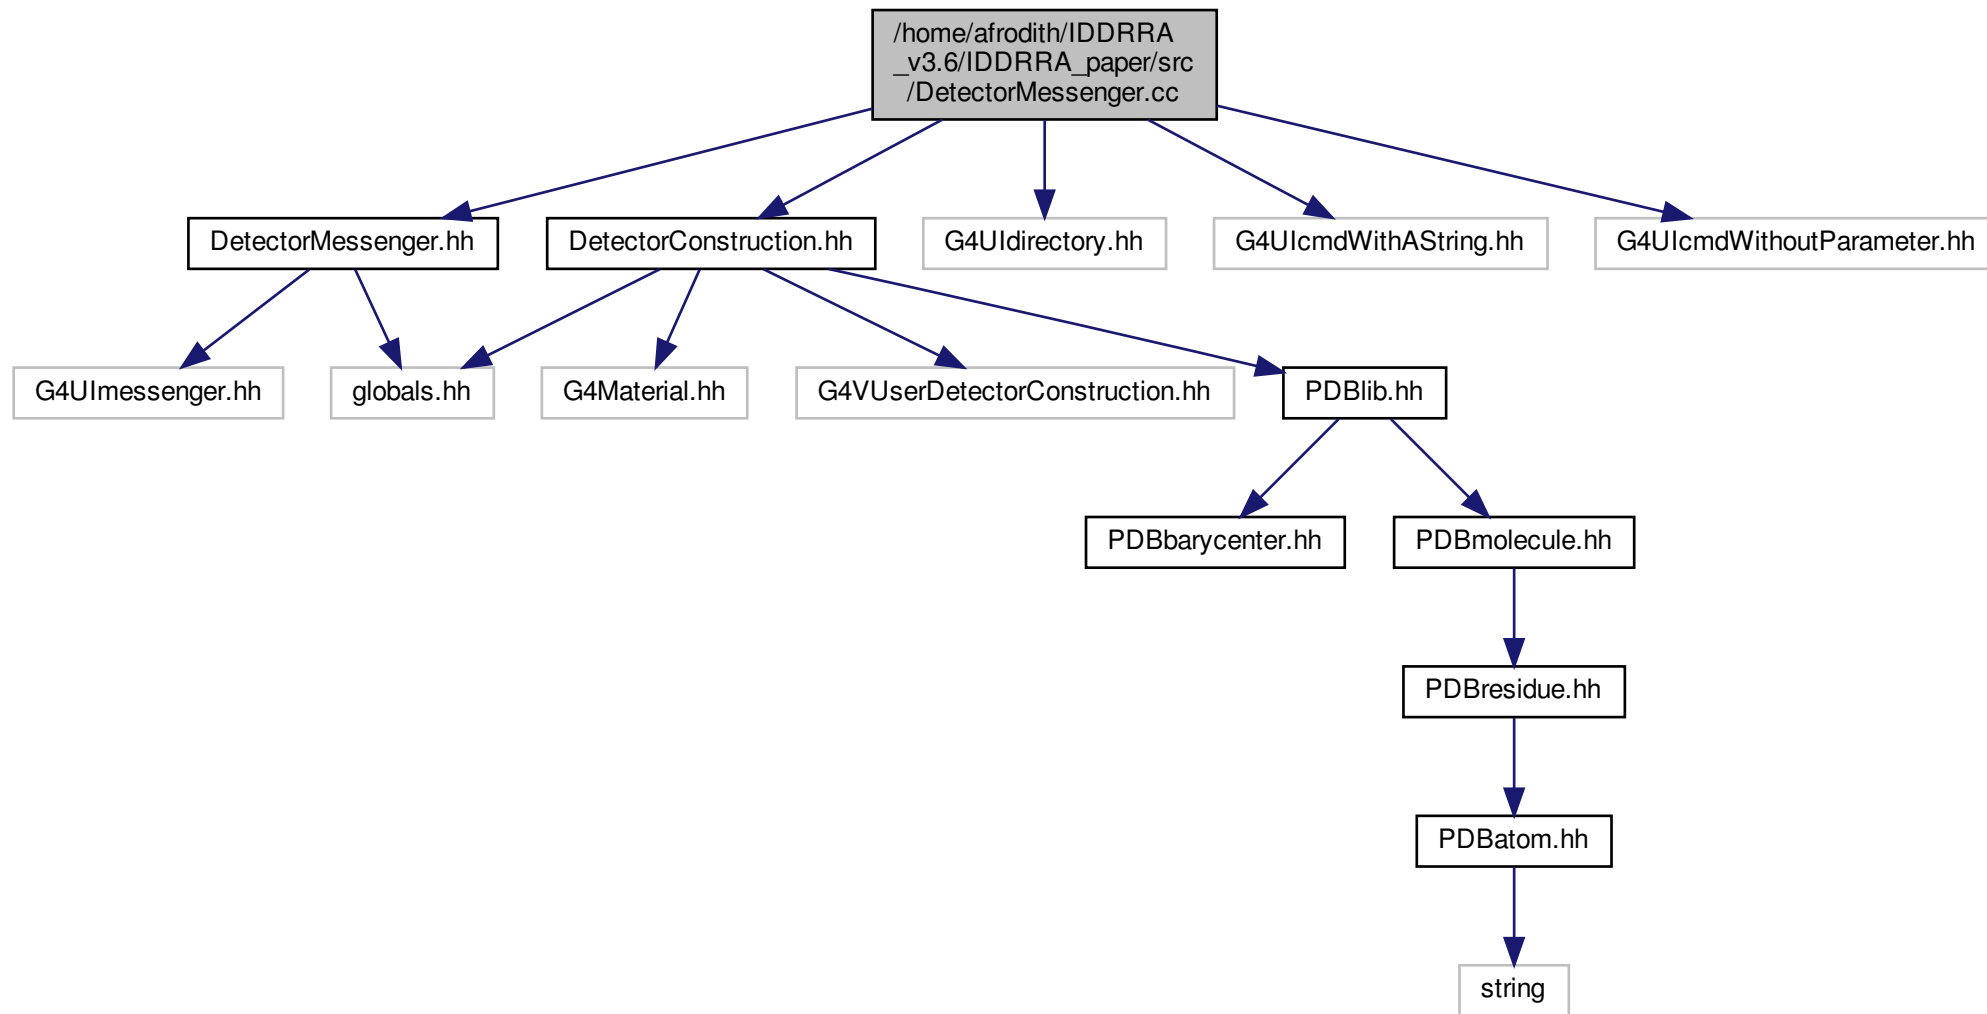 /home/afrodith/IDDRRA
_v3.6/IDDRRA_paper/src
/DetectorMessenger.cc
DetectorMessenger.hh
DetectorConstruction.hh
G4UIdirectory.hh
G4UIcmdWithAString.hh
G4UIcmdWithoutParameter.hh
G4UImessenger.hh
globals.hh
G4Material.hh
G4VUserDetectorConstruction.hh
PDBlib.hh
PDBbarycenter.hh
PDBmolecule.hh
PDBresidue.hh
PDBatom.hh
string